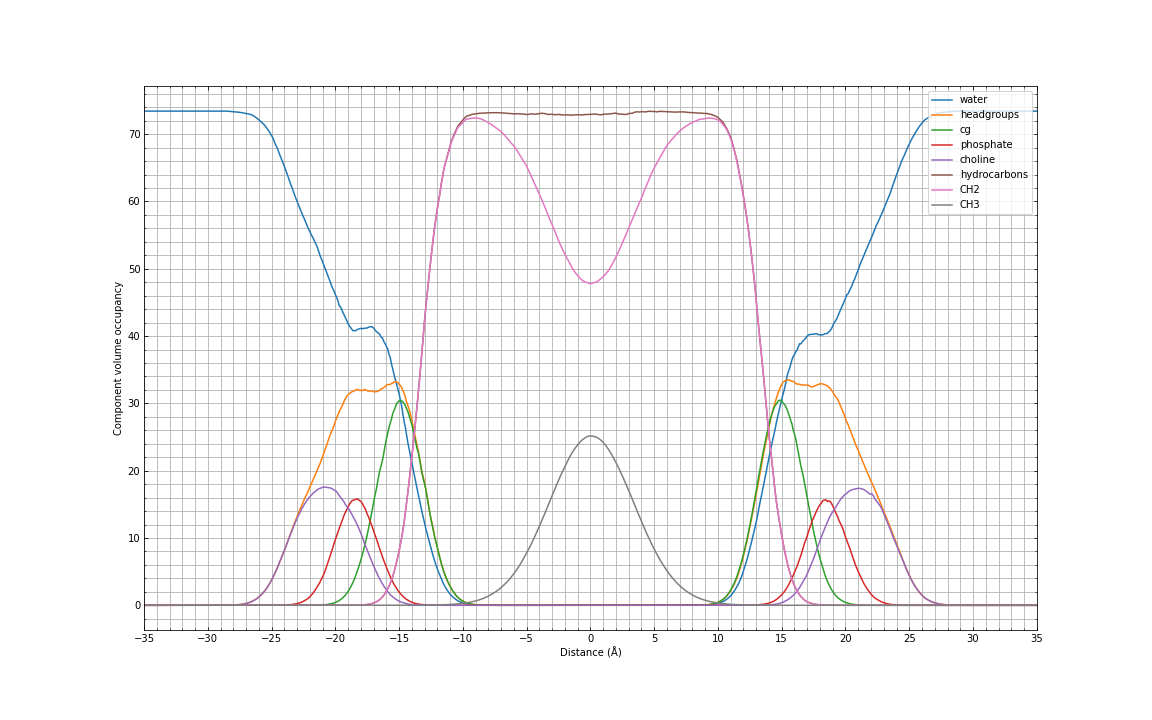 water
headgroups
cg
phosphate
choline
hydrocarbons
CH2
CH3
Component volume occupancy
70
60
50
40
30
20
10
0
−35 −30 −25 −20 −15 −10 −5 0 5 10 15 20 25 30 35
Distance (Å)